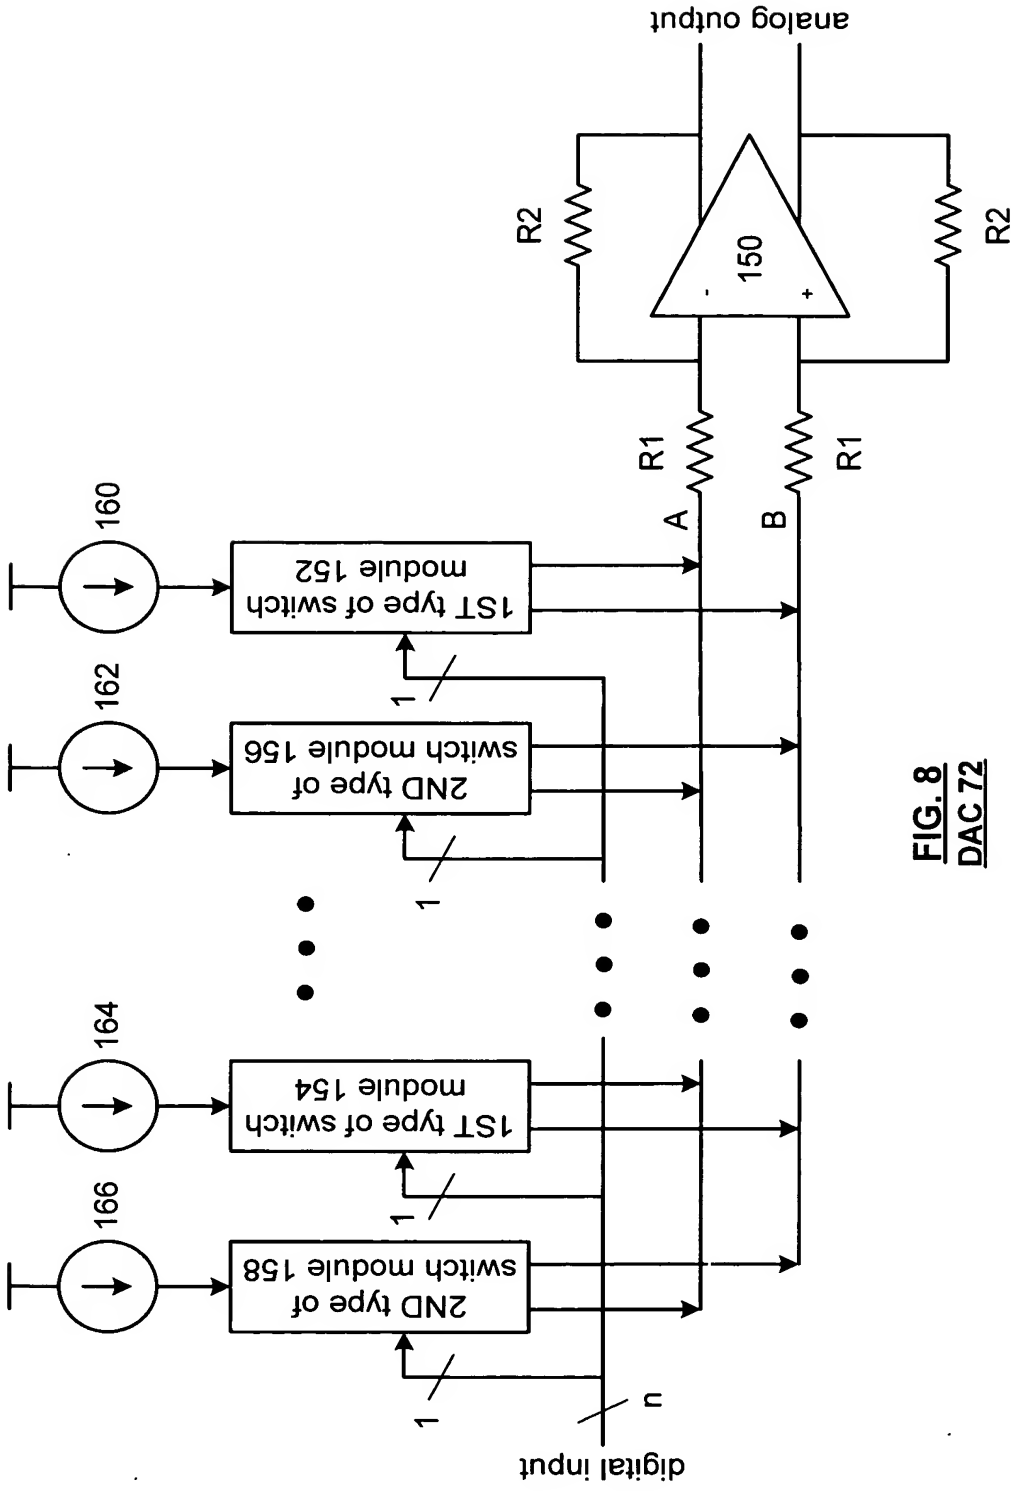 analog output
R2
150
-
+
R2
R1
R1
A
B
160
1ST type of switch
module 152
1
162
2ND type of
switch module 156
1
164
1ST type of switch
module 154
1
166
2ND type of
switch module 158
1
n
digital input
FIG. 8
DAC 72